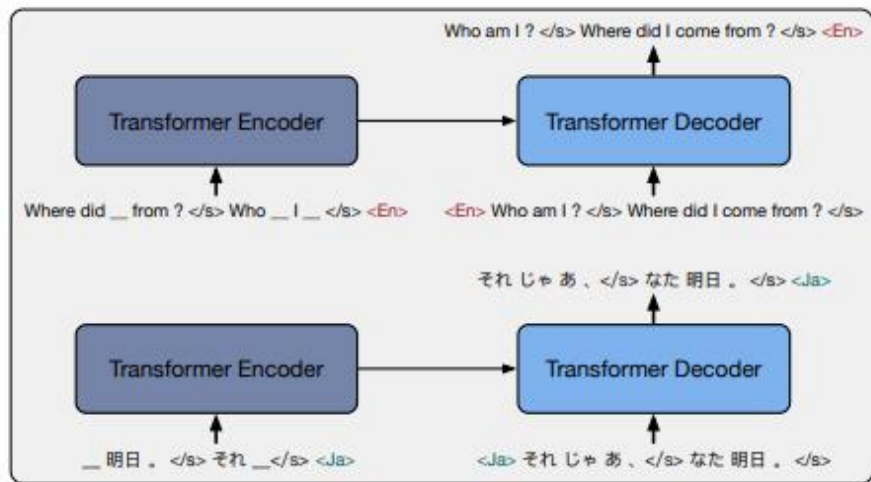 Who am I ? </s> Where did I come from ? </s> <En>
Transformer Encoder
Transformer Decoder
Where did __ from ? </s> Who __ I __ </s> <En>
<En> Who am I ? </s> Where did I come from ? </s>
それ じゃ あ 、 </s> なた 明日 。 </s> <Ja>
Transformer Encoder
Transformer Decoder
__ 明日 。 </s> それ __</s> <Ja>
<Ja> それ じゃ あ 、 </s> なた 明日 。 </s>